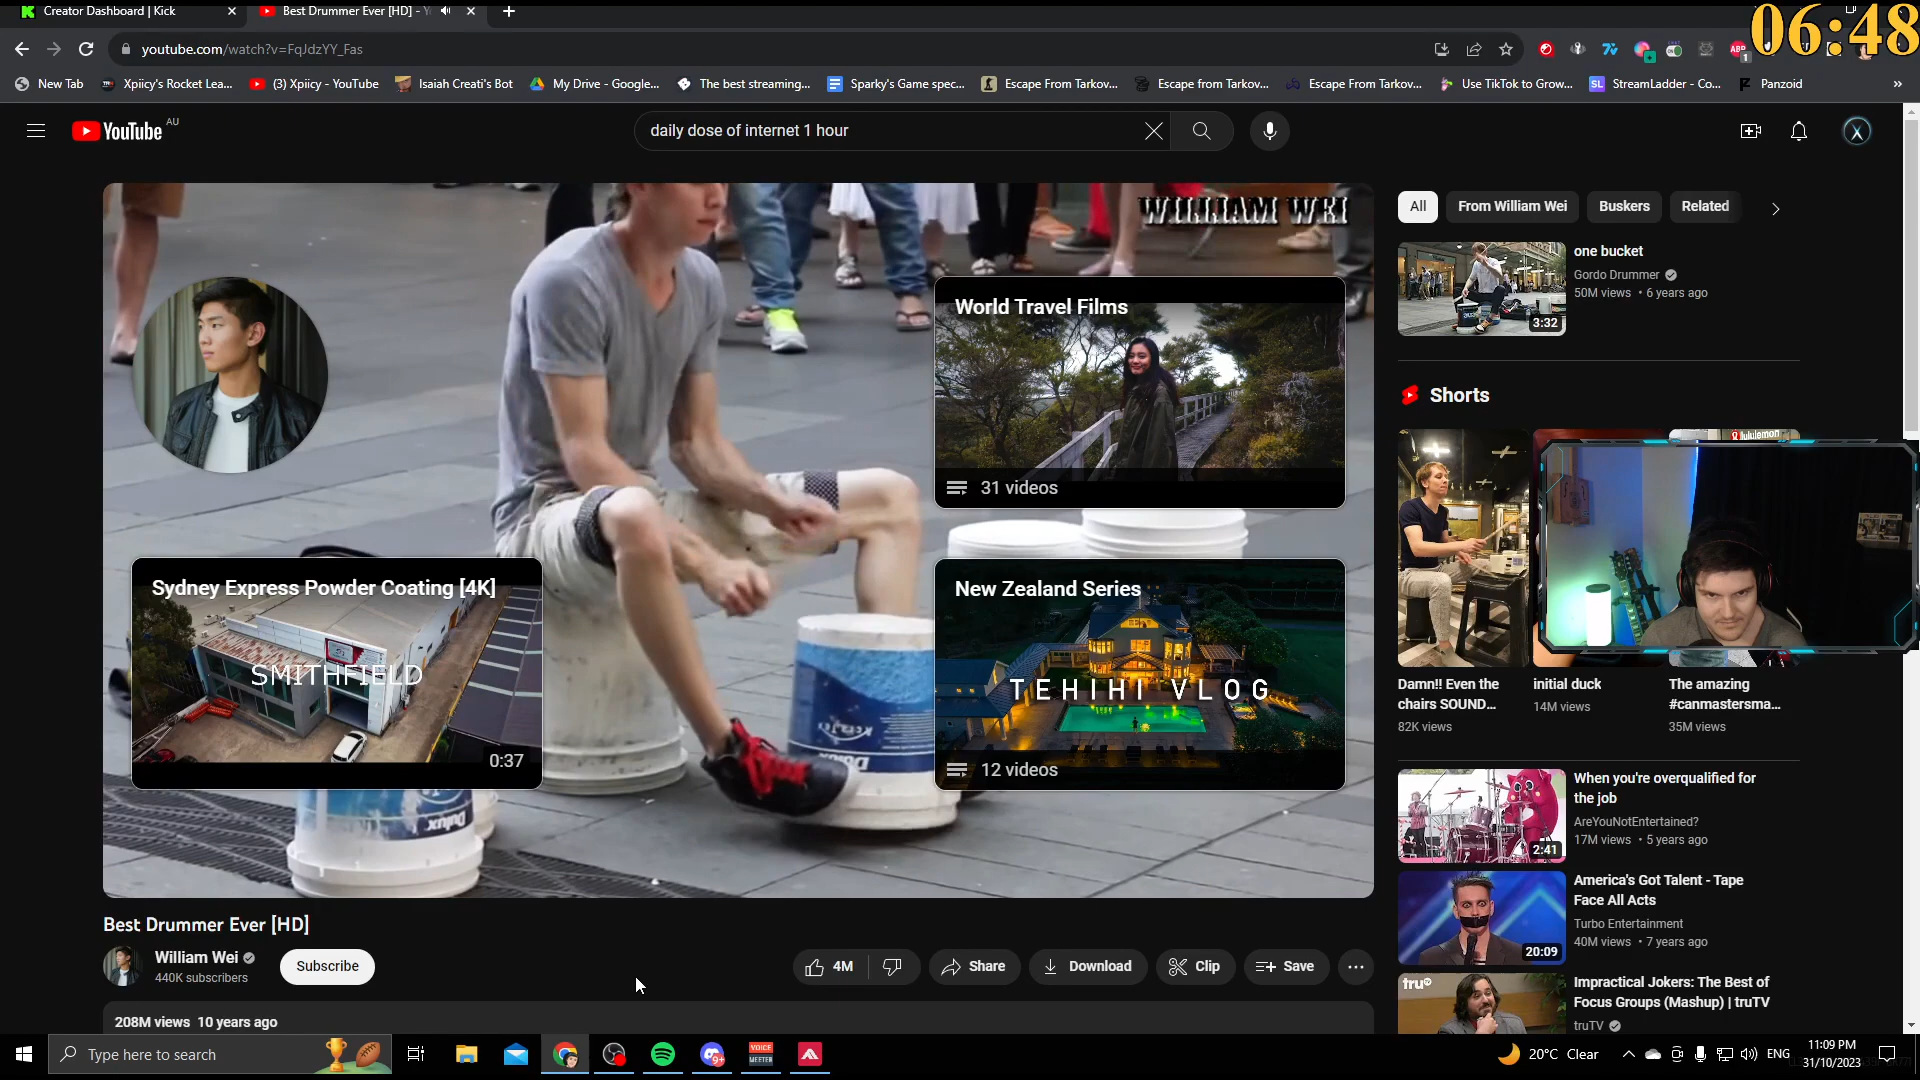 Creator Dashboard | Kick
Best Drummer Ever [HD] - Y
06:48
youtube.com/watch?v=FqJdzYY_Fas
New Tab
Xpiicy's Rocket Lea...
(3) Xpiicy - YouTube
Isaiah Creati's Bot
My Drive - Google...
The best streaming...
Sparky's Game spec...
Escape From Tarkov...
Escape from Tarkov...
Escape From Tarkov...
Use TikTok to Grow...
StreamLadder - Co...
Panzoid
YouTube AU
daily dose of internet 1 hour
WILLIAM WEI
World Travel Films
31 videos
Sydney Express Powder Coating [4K]
SMITHFIELD
0:37
New Zealand Series
TEHIHI VLOG
12 videos
Dulux
Best Drummer Ever [HD]
William Wei
440K subscribers
Subscribe
4M
Share
Download
Clip
Save
208M views 10 years ago
All
From William Wei
Buskers
Related
one bucket
Gordo Drummer
50M views • 6 years ago
3:32
Shorts
lululemon
Damn!! Even the
chairs SOUND...
82K views
initial duck
14M views
The amazing
#canmastersma...
35M views
When you're overqualified for
the job
AreYouNotEntertained?
17M views • 5 years ago
2:41
America's Got Talent - Tape
Face All Acts
Turbo Entertainment
40M views • 7 years ago
20:09
Impractical Jokers: The Best of
Focus Groups (Mashup) | truTV
truTV
truTV
Type here to search
VOICE
MEETER
20°C Clear
ENG
11:09 PM
31/10/2023